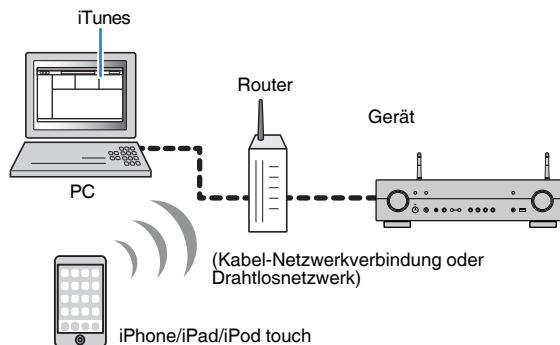 iTunes
Router
Gerät
PC
(Kabel-Netzwerkverbindung oder
Drahtlosnetzwerk)
iPhone/iPad/iPod touch